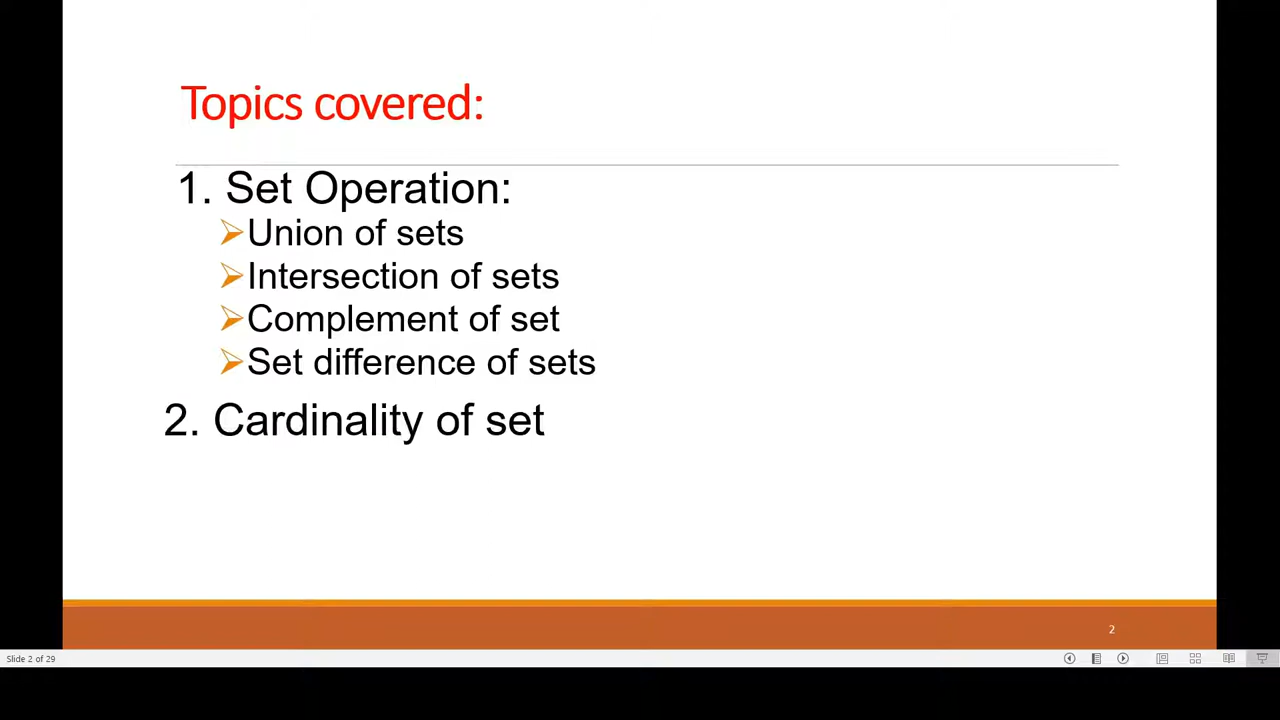 Topics covered:
1. Set Operation:
Union of sets
Intersection of sets
Complement of set
Set difference of sets
2. Cardinality of set
2
Slide 2 of 29